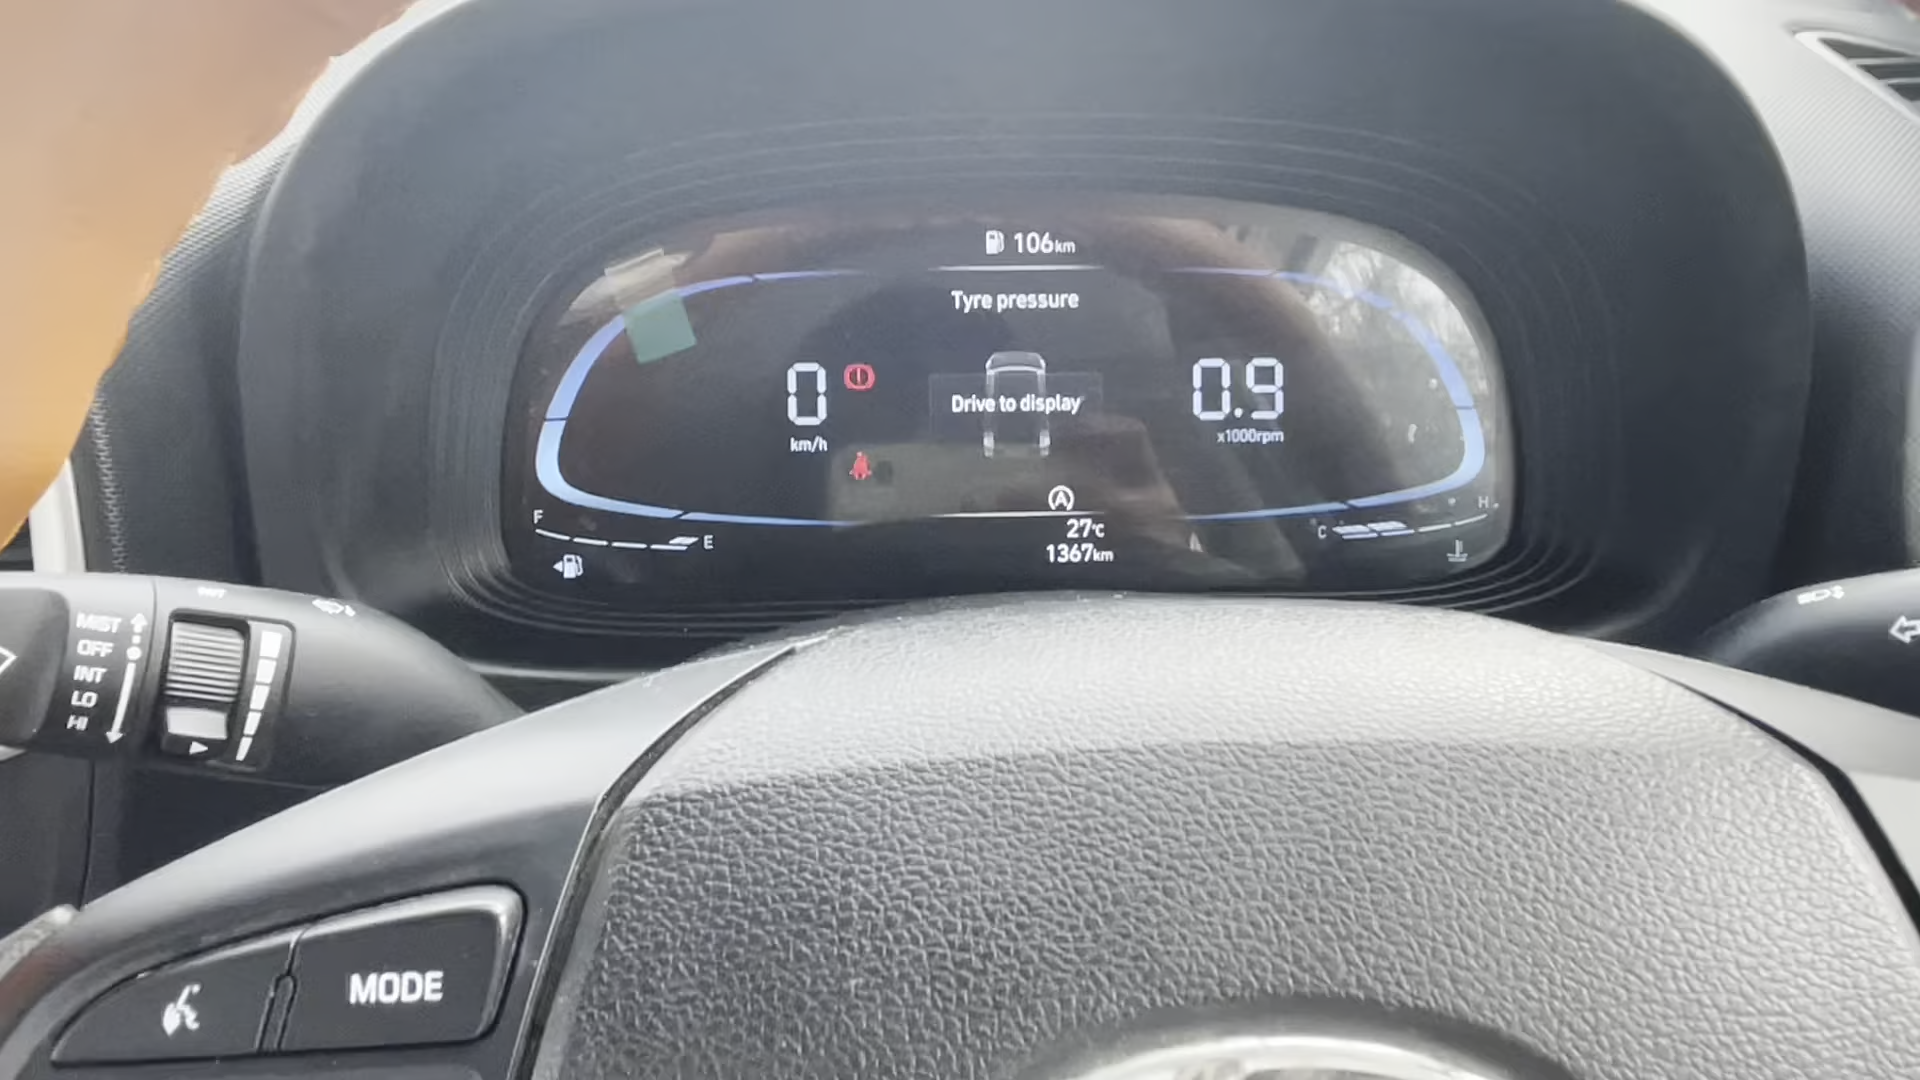 106km
Tyre pressure
0
km/h
Drive to display
0.9
x1000rpm
F
E
27°C
1367km
C
H
MIST
OFF
INT
LO
HI
MODE